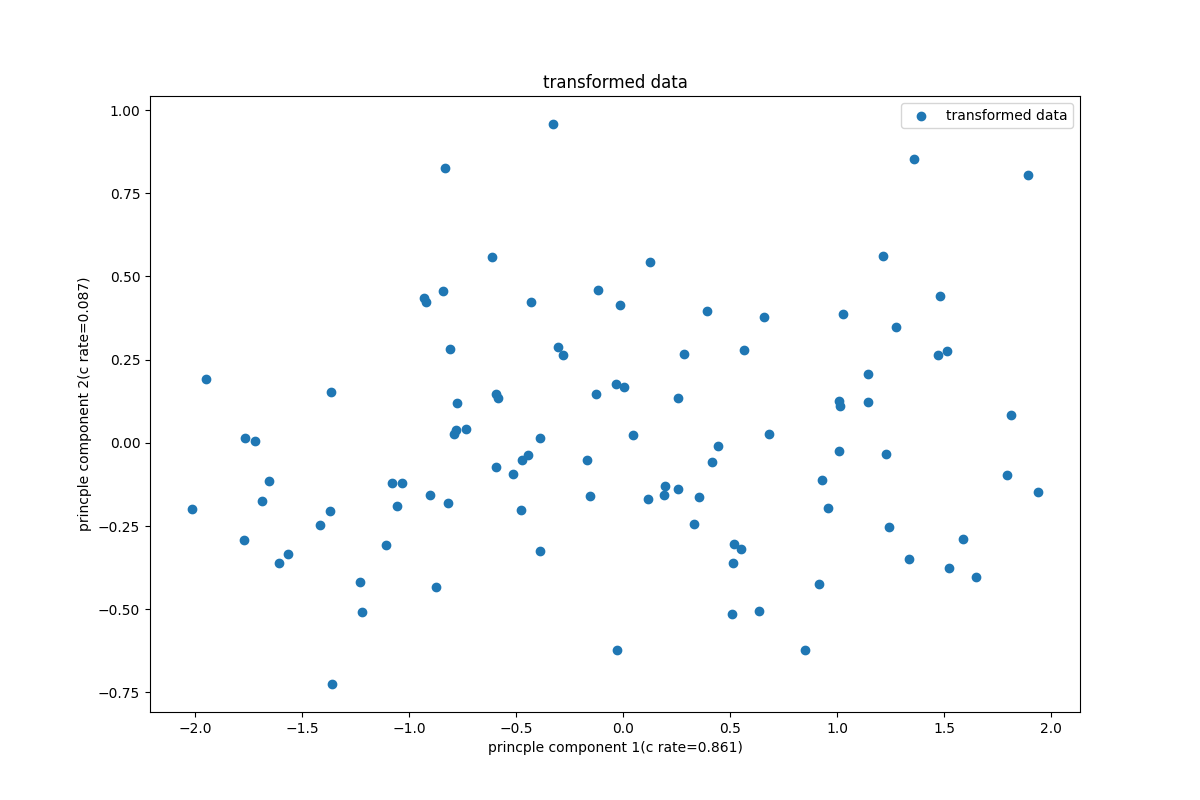 transformed data
transformed data
1.00
0.75
0.50
0.25
0.00
−0.25
−0.50
−0.75
princple component 2(c rate=0.087)
−2.0 −1.5 −1.0 −0.5 0.0 0.5 1.0 1.5 2.0
princple component 1(c rate=0.861)